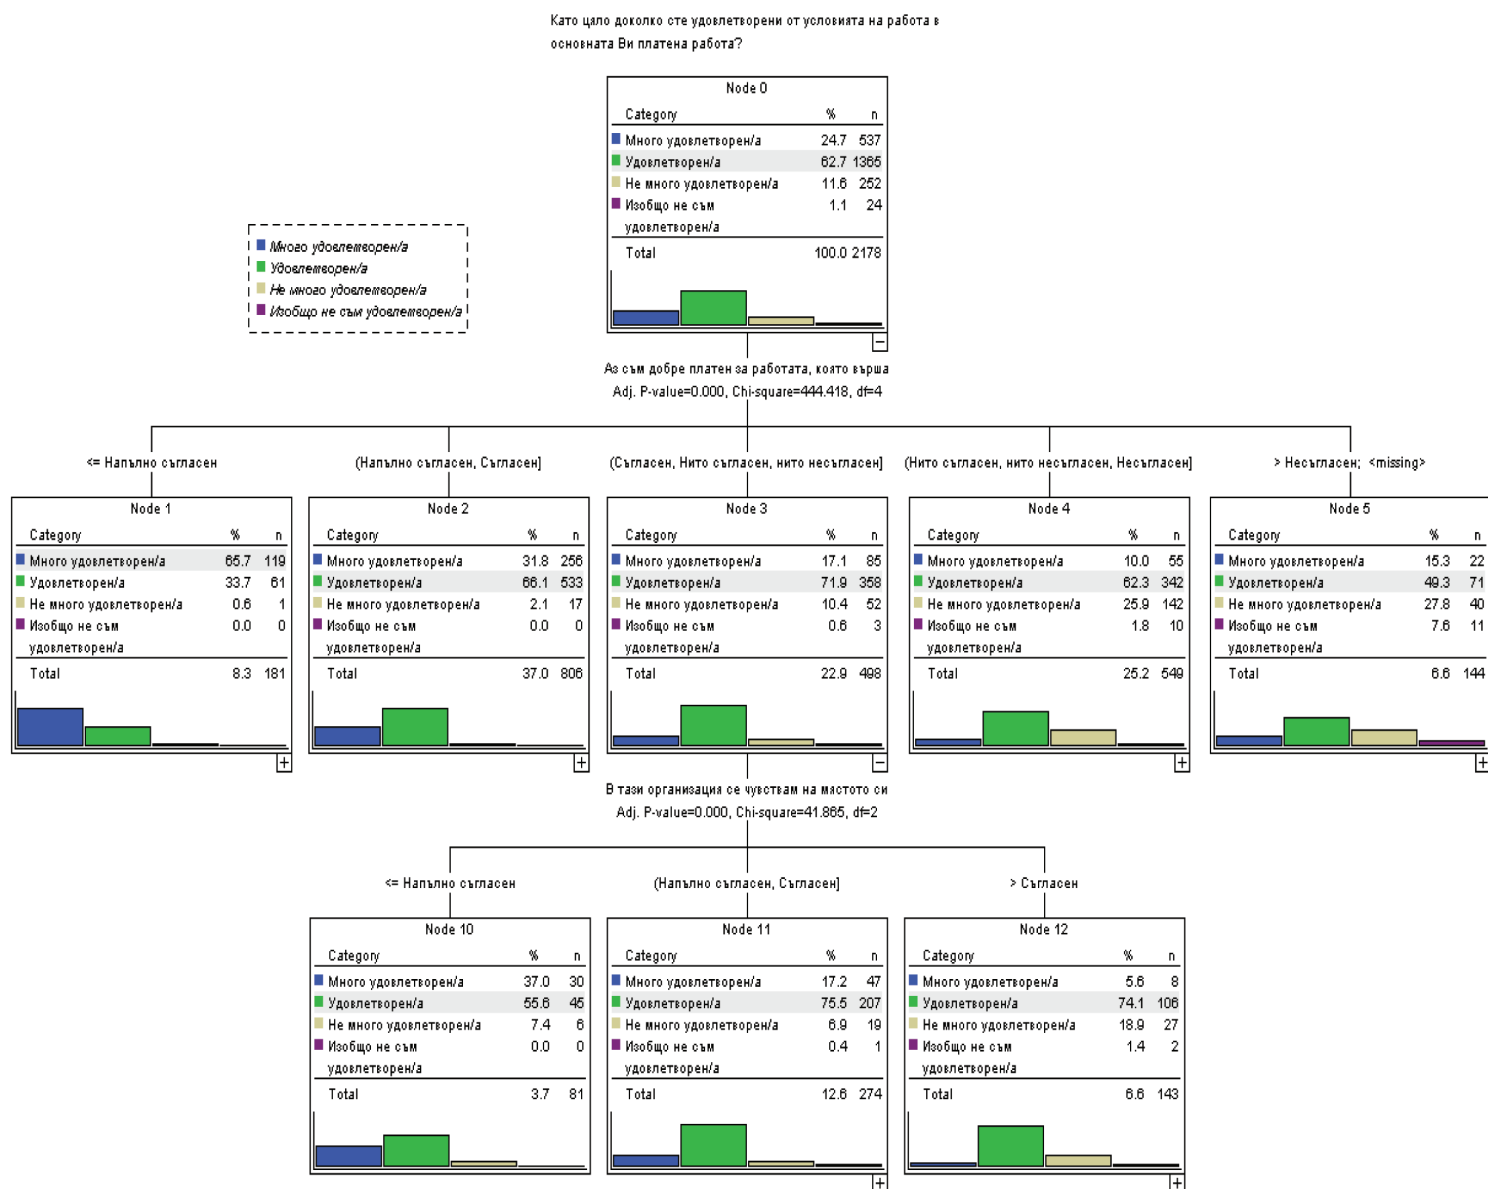 Като цяло доколко сте удовлетворени от условията на работа в
основната Ви платена работа?
Node 0
Category % n
Много удовлетворен/а 24.7 537
Удовлетворен/а 62.7 1365
Не много удовлетворен/а 11.6 252
Изобщо не съм 1.1 24
удовлетворен/а
Total 100.0 2178
Много удовлетворен/а
Удовлетворен/а
Не много удовлетворен/а
Изобщо не съм удовлетворен/а
Аз съм добре платен за работата, която върша
Adj. P-value=0.000, Chi-square=444.418, df=4
<= Напълно съгласен
(Напълно съгласен, Съгласен]
(Съгласен, Нито съгласен, нито несъгласен]
(Нито съгласен, нито несъгласен, Несъгласен]
> Несъгласен; <missing>
Node 1
Category % n
Много удовлетворен/а 65.7 119
Удовлетворен/а 33.7 61
Не много удовлетворен/а 0.6 1
Изобщо не съм 0.0 0
удовлетворен/а
Total 8.3 181
Node 2
Category % n
Много удовлетворен/а 31.8 256
Удовлетворен/а 66.1 533
Не много удовлетворен/а 2.1 17
Изобщо не съм 0.0 0
удовлетворен/а
Total 37.0 806
Node 3
Category % n
Много удовлетворен/а 17.1 85
Удовлетворен/а 71.9 358
Не много удовлетворен/а 10.4 52
Изобщо не съм 0.6 3
удовлетворен/а
Total 22.9 498
Node 4
Category % n
Много удовлетворен/а 10.0 55
Удовлетворен/а 62.3 342
Не много удовлетворен/а 25.9 142
Изобщо не съм 1.8 10
удовлетворен/а
Total 25.2 549
Node 5
Category % n
Много удовлетворен/а 15.3 22
Удовлетворен/а 49.3 71
Не много удовлетворен/а 27.8 40
Изобщо не съм 7.6 11
удовлетворен/а
Total 6.6 144
В тази организация се чувствам на мястото си
Adj. P-value=0.000, Chi-square=41.865, df=2
<= Напълно съгласен
(Напълно съгласен, Съгласен]
> Съгласен
Node 10
Category % n
Много удовлетворен/а 37.0 30
Удовлетворен/а 55.6 45
Не много удовлетворен/а 7.4 6
Изобщо не съм 0.0 0
удовлетворен/а
Total 3.7 81
Node 11
Category % n
Много удовлетворен/а 17.2 47
Удовлетворен/а 75.5 207
Не много удовлетворен/а 6.9 19
Изобщо не съм 0.4 1
удовлетворен/а
Total 12.6 274
Node 12
Category % n
Много удовлетворен/а 5.6 8
Удовлетворен/а 74.1 106
Не много удовлетворен/а 18.9 27
Изобщо не съм 1.4 2
удовлетворен/а
Total 6.6 143